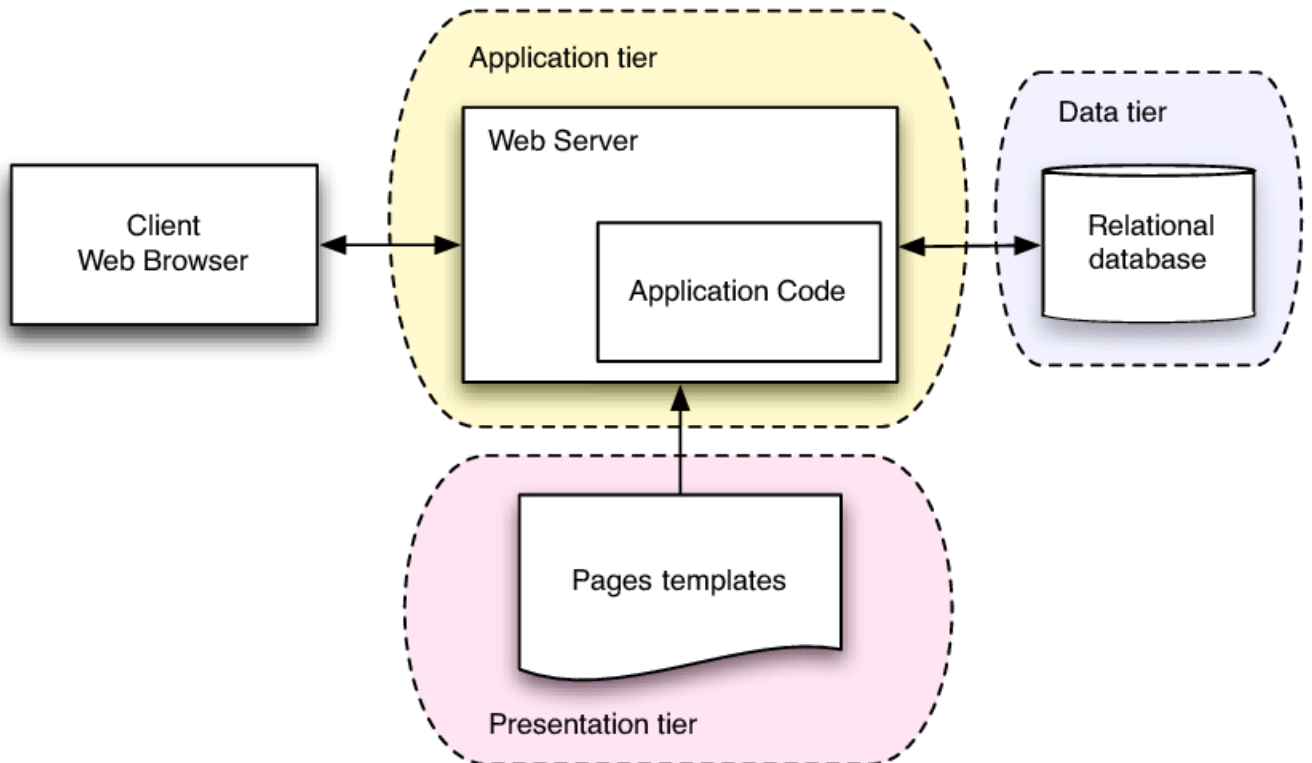 Application tier
Web Server
Application Code
Client
Web Browser
Data tier
Relational
database
Pages templates
Presentation tier